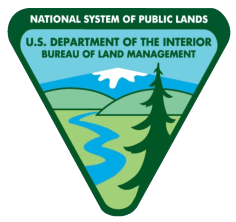 NATIONAL SYSTEM OF PUBLIC LANDS
U.S. DEPARTMENT OF THE INTERIOR
BUREAU OF LAND MANAGEMENT